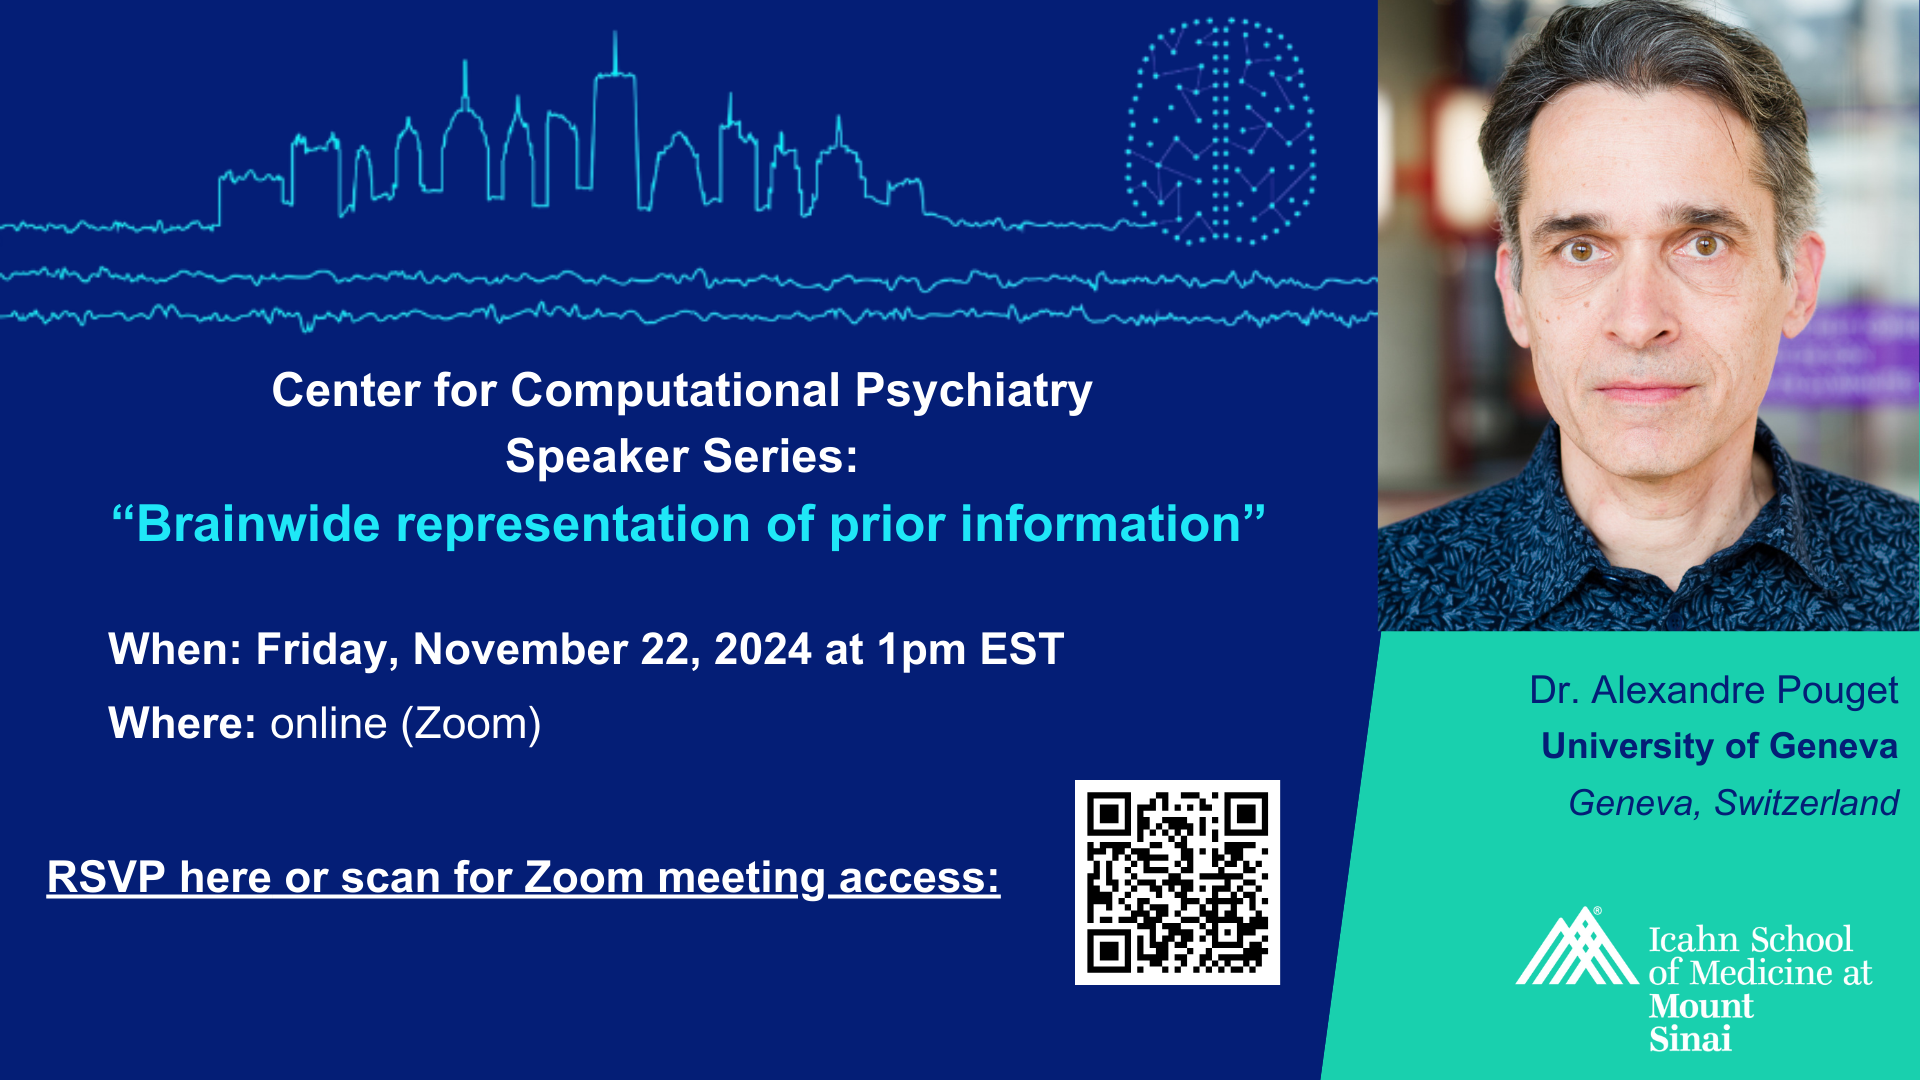 Center for Computational Psychiatry
Speaker Series:
“Brainwide representation of prior information”
When: Friday, November 22, 2024 at 1pm EST
Where: online (Zoom)
RSVP here or scan for Zoom meeting access:
Dr. Alexandre Pouget
University of Geneva
Geneva, Switzerland
®
Icahn School
of Medicine at
Mount
Sinai